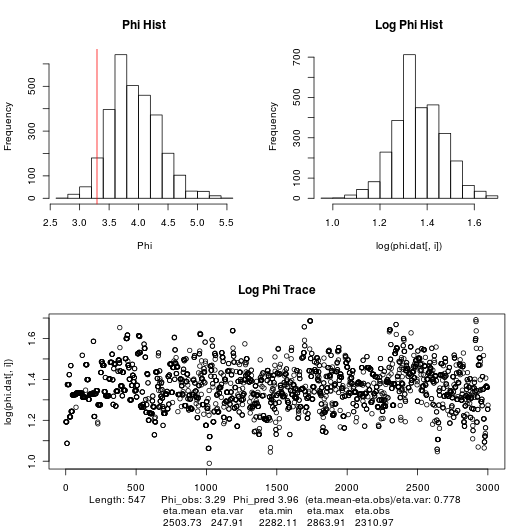 Phi Hist
Log Phi Hist
Frequency
0 100 300 500
2.5 3.0 3.5 4.0 4.5 5.0 5.5
Phi
Frequency
0 100 300 500 700
1.0 1.2 1.4 1.6
log(phi.dat[, i])
Log Phi Trace
log(phi.dat[, i])
1.0 1.2 1.4 1.6
0 500 1000 1500 2000 2500 3000
Length: 547 Phi_obs: 3.29 Phi_pred 3.96 (eta.mean-eta.obs)/eta.var: 0.778
eta.mean eta.var eta.min eta.max eta.obs
2503.73 247.91 2282.11 2863.91 2310.97